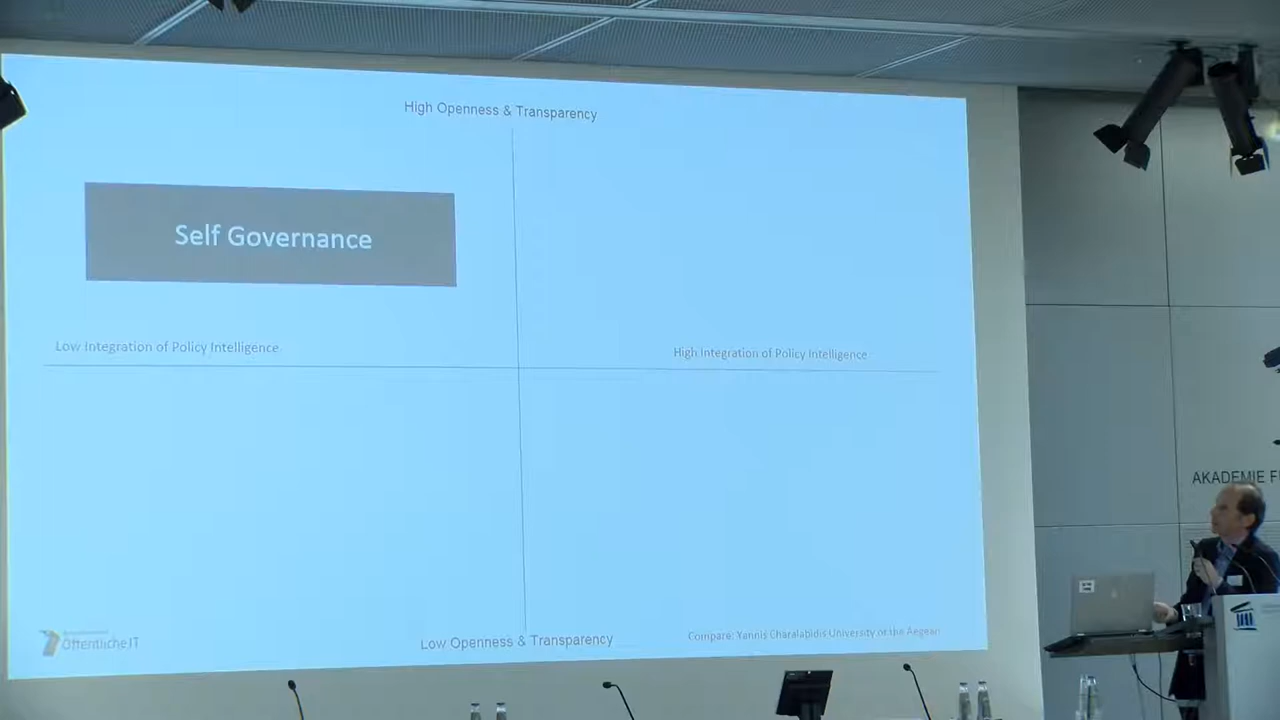 High Openness & Transparency
Self Governance
Low Integration of Policy Intelligence
High Integration of Policy Intelligence
Low Openness & Transparency
Compare: Yannis Charalabidis University of the Aegean
Öffentliche IT
AKADEMIE F